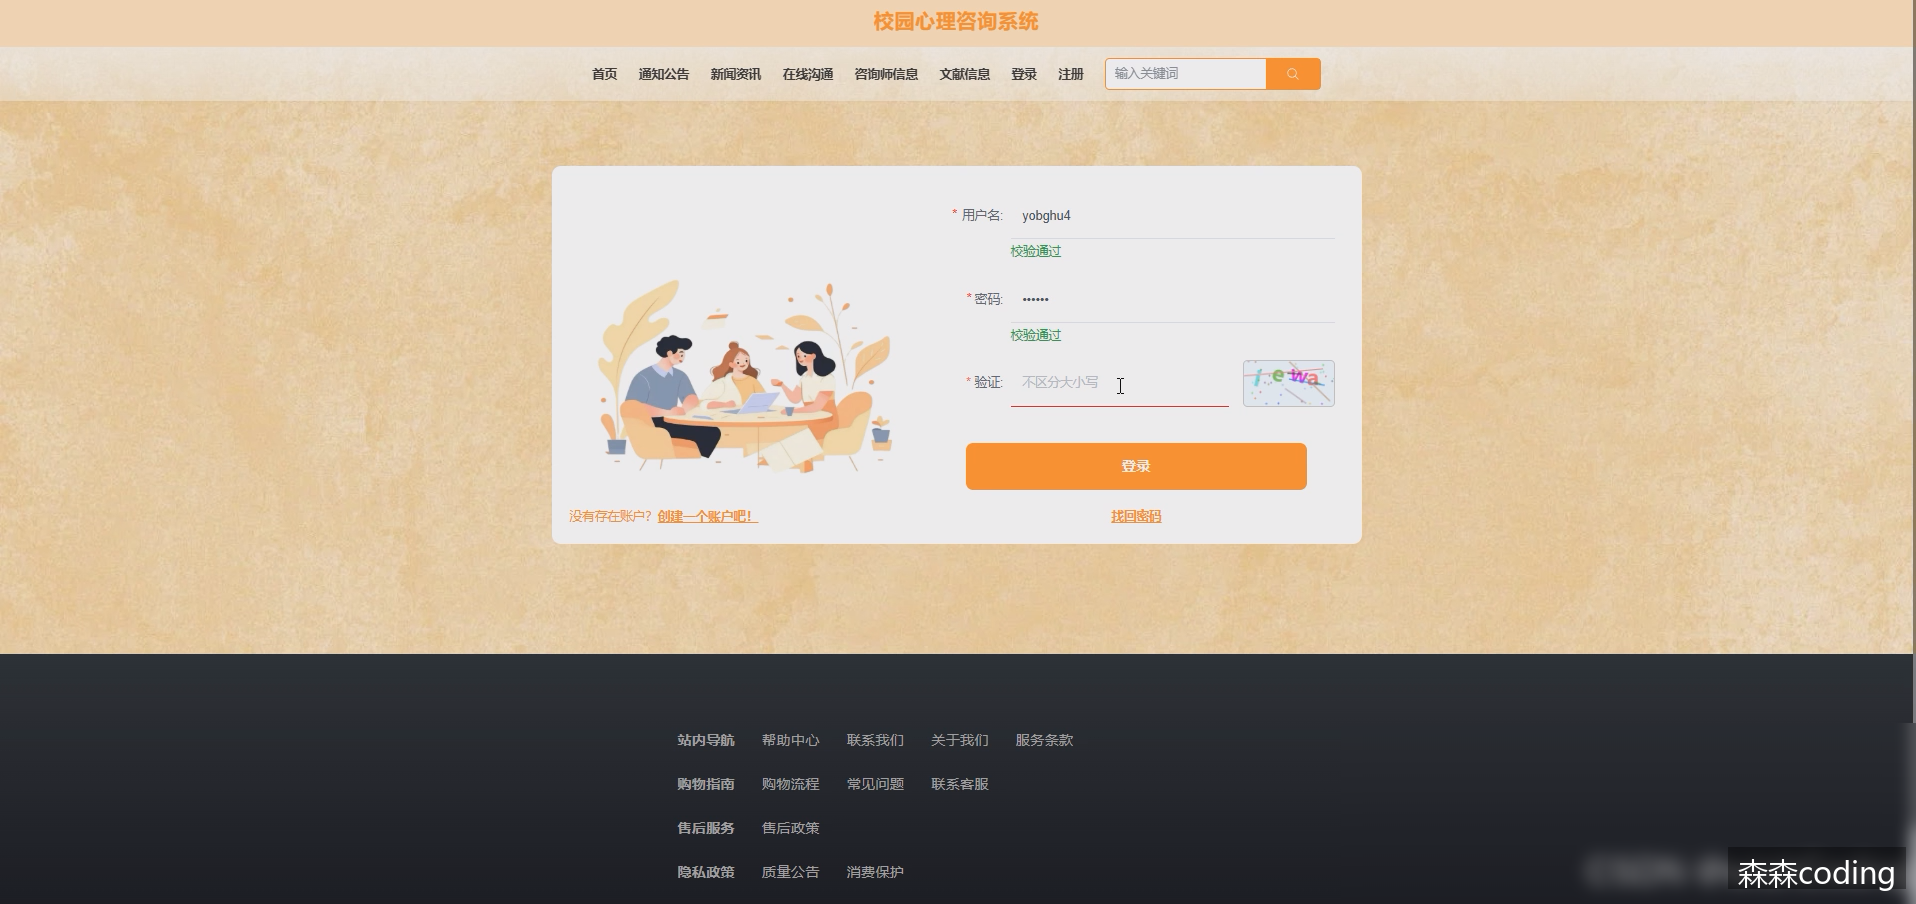 校园心理咨询系统
首页 通知公告 新闻资讯 在线沟通 咨询师信息 文献信息 登录 注册 输入关键词
* 用户名: yobghu4
校验通过
* 密码: ••••••
校验通过
* 验证: 不区分大小写 iewa
登录
没有存在账户？创建一个账户吧！ 找回密码
站内导航 帮助中心 联系我们 关于我们 服务条款
购物指南 购物流程 常见问题 联系客服
售后服务 售后政策
隐私政策 质量公告 消费保护
森森coding